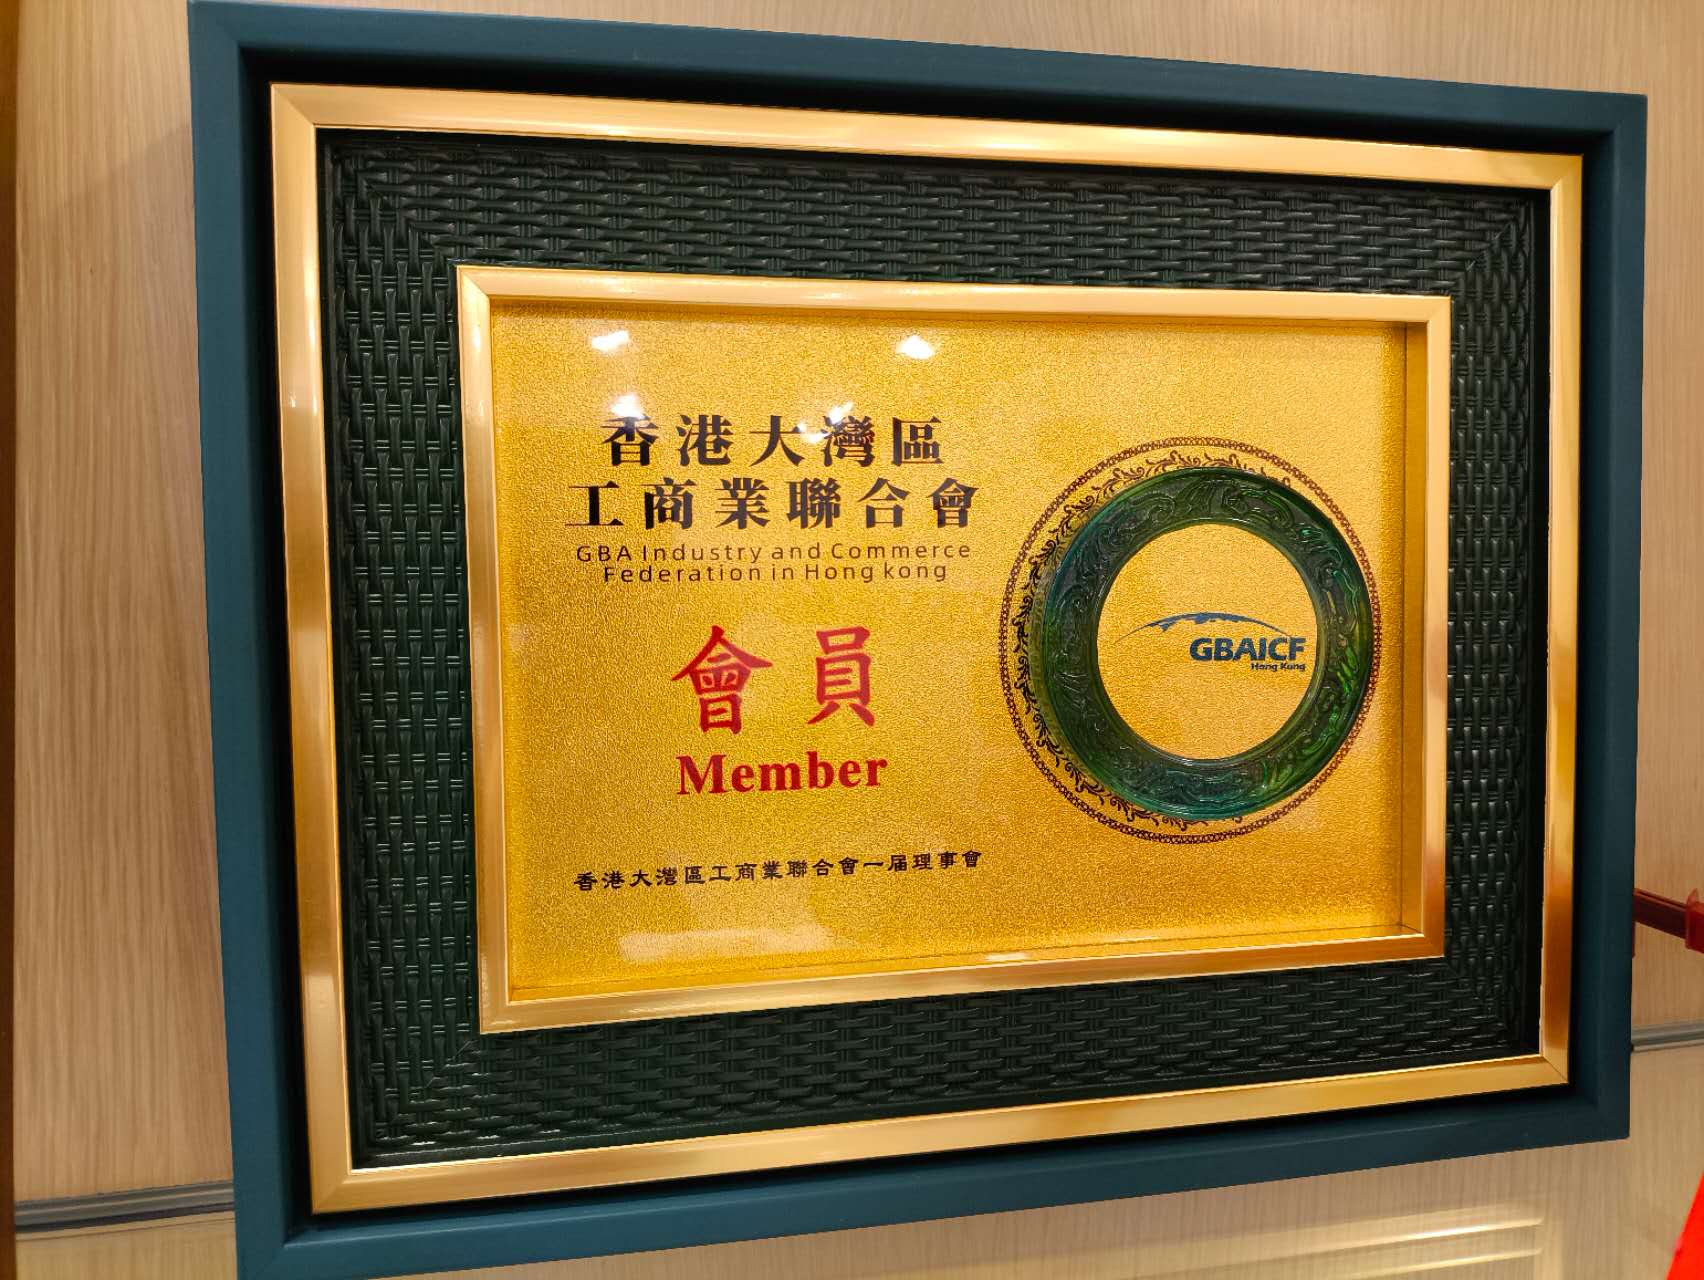 香港大灣區
工商業聯合會
GBA Industry and Commerce
Federation in Hong kong
會員
Member
香港大灣區工商業聯合會一届理事會
GBAICF
Hong Kong